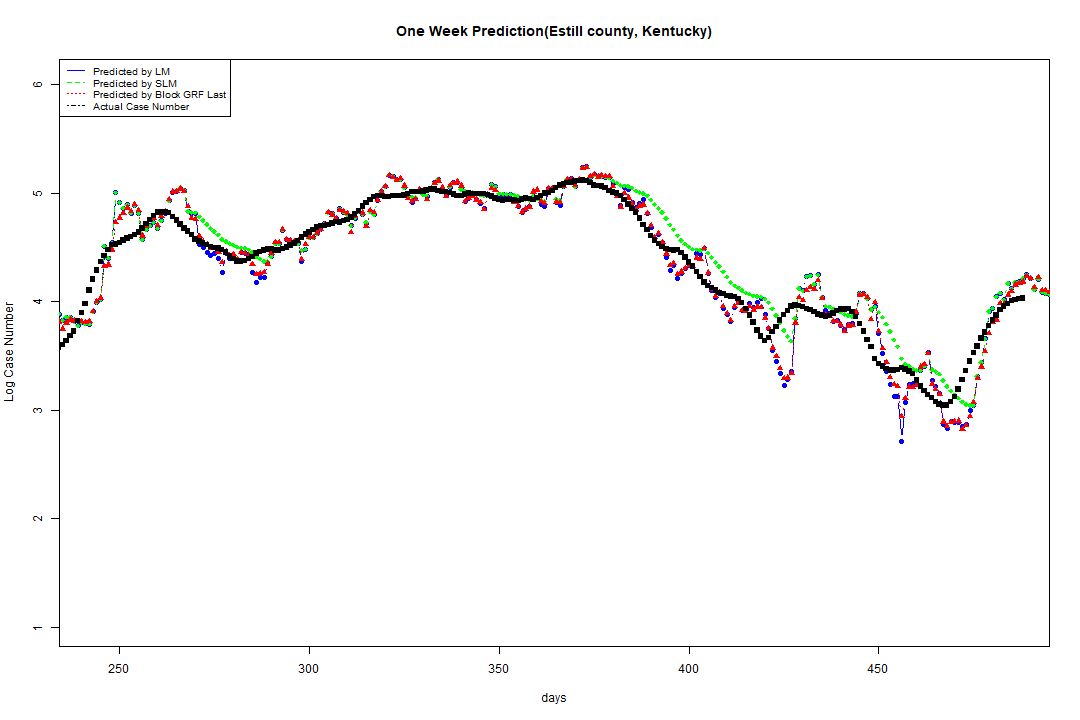 One Week Prediction(Estill county, Kentucky)
Predicted by LM
Predicted by SLM
Predicted by Block GRF Last
Actual Case Number
6
5
4
3
2
1
Log Case Number
250 300 350 400 450
days